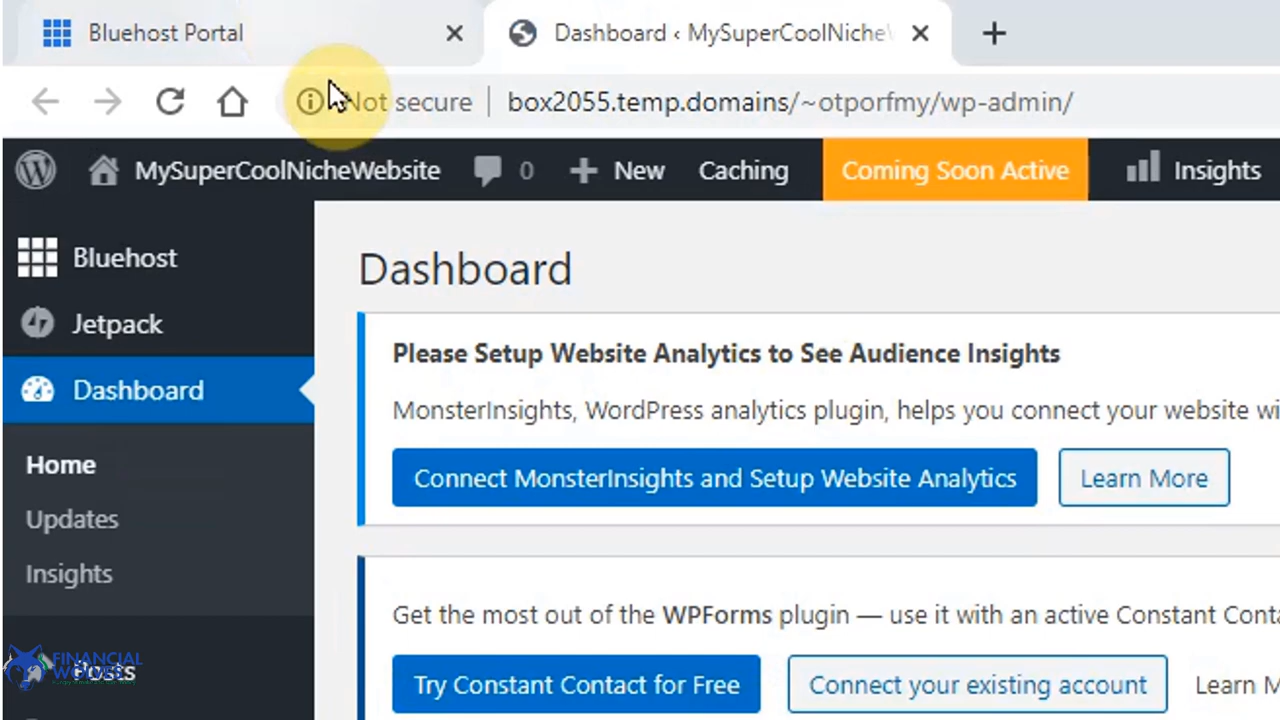 Bluehost Portal
Dashboard ‹ MySuperCoolNiche
Not secure
box2055.temp.domains/~otporfmy/wp-admin/
MySuperCoolNicheWebsite
0
New
Caching
Coming Soon Active
Insights
Bluehost
Jetpack
Dashboard
Home
Updates
Insights
Posts
Dashboard
Please Setup Website Analytics to See Audience Insights
MonsterInsights, WordPress analytics plugin, helps you connect your website wi
Connect MonsterInsights and Setup Website Analytics
Learn More
Get the most out of the WPForms plugin — use it with an active Constant Conta
Try Constant Contact for Free
Connect your existing account
Learn M
FINANCIAL
WOLVES